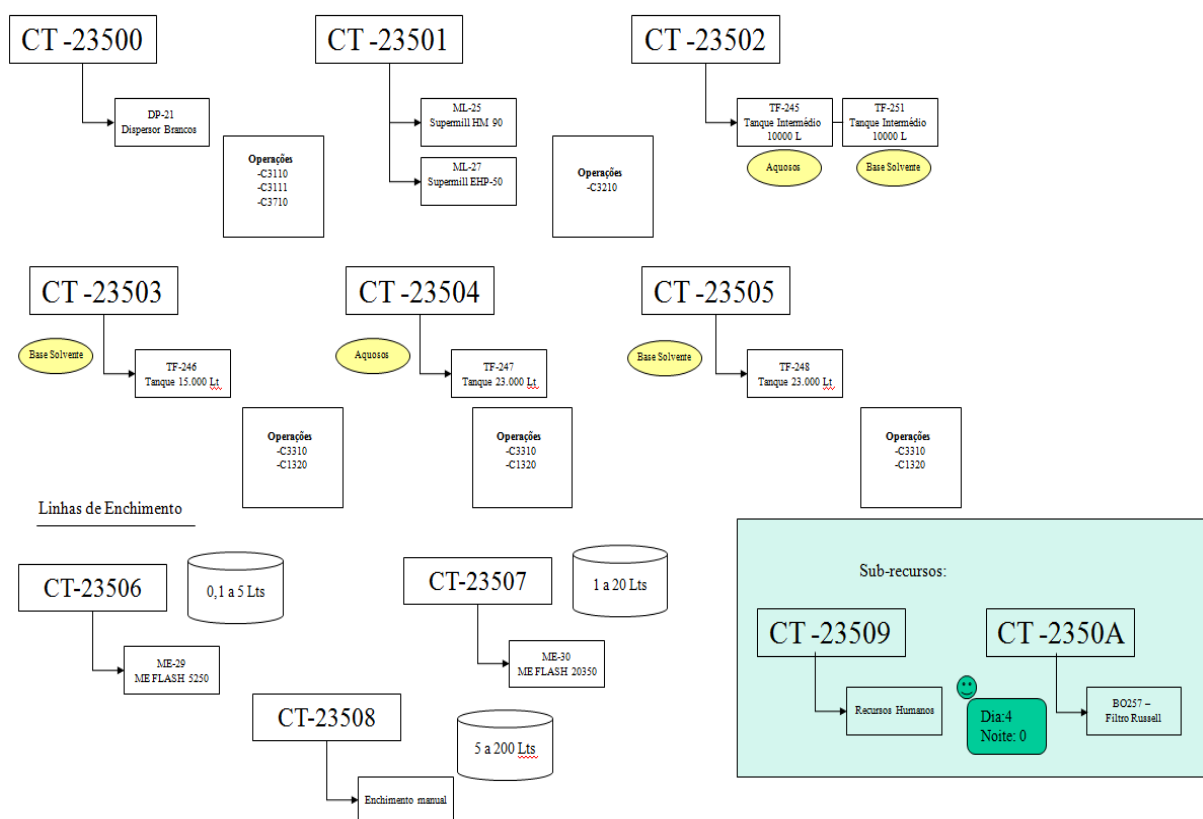 CT -23500
DP-21
Dispersor Brancos
Operações
-C3110
-C3111
-C3710
CT -23501
ML-25
Supermill HM 90
ML-27
Supermill EHP-50
Operações
-C3210
CT -23502
TF-245
Tanque Intermédio
10000 L
Aquosos
TF-251
Tanque Intermédio
10000 L
Base Solvente
CT -23503
Base Solvente
TF-246
Tanque 15.000 Lt
Operações
-C3310
-C1320
CT -23504
Aquosos
TF-247
Tanque 23.000 Lt
Operações
-C3310
-C1320
CT -23505
Base Solvente
TF-248
Tanque 23.000 Lt
Operações
-C3310
-C1320
Linhas de Enchimento
CT-23506
0,1 a 5 Lts
ME-29
ME FLASH 5250
CT-23507
1 a 20 Lts
ME-30
ME FLASH 20350
CT-23508
5 a 200 Lts
Enchimento manual
Sub-recursos:
CT -23509
Recursos Humanos
Dia:4
Noite: 0
CT -2350A
BO257 –
Filtro Russell